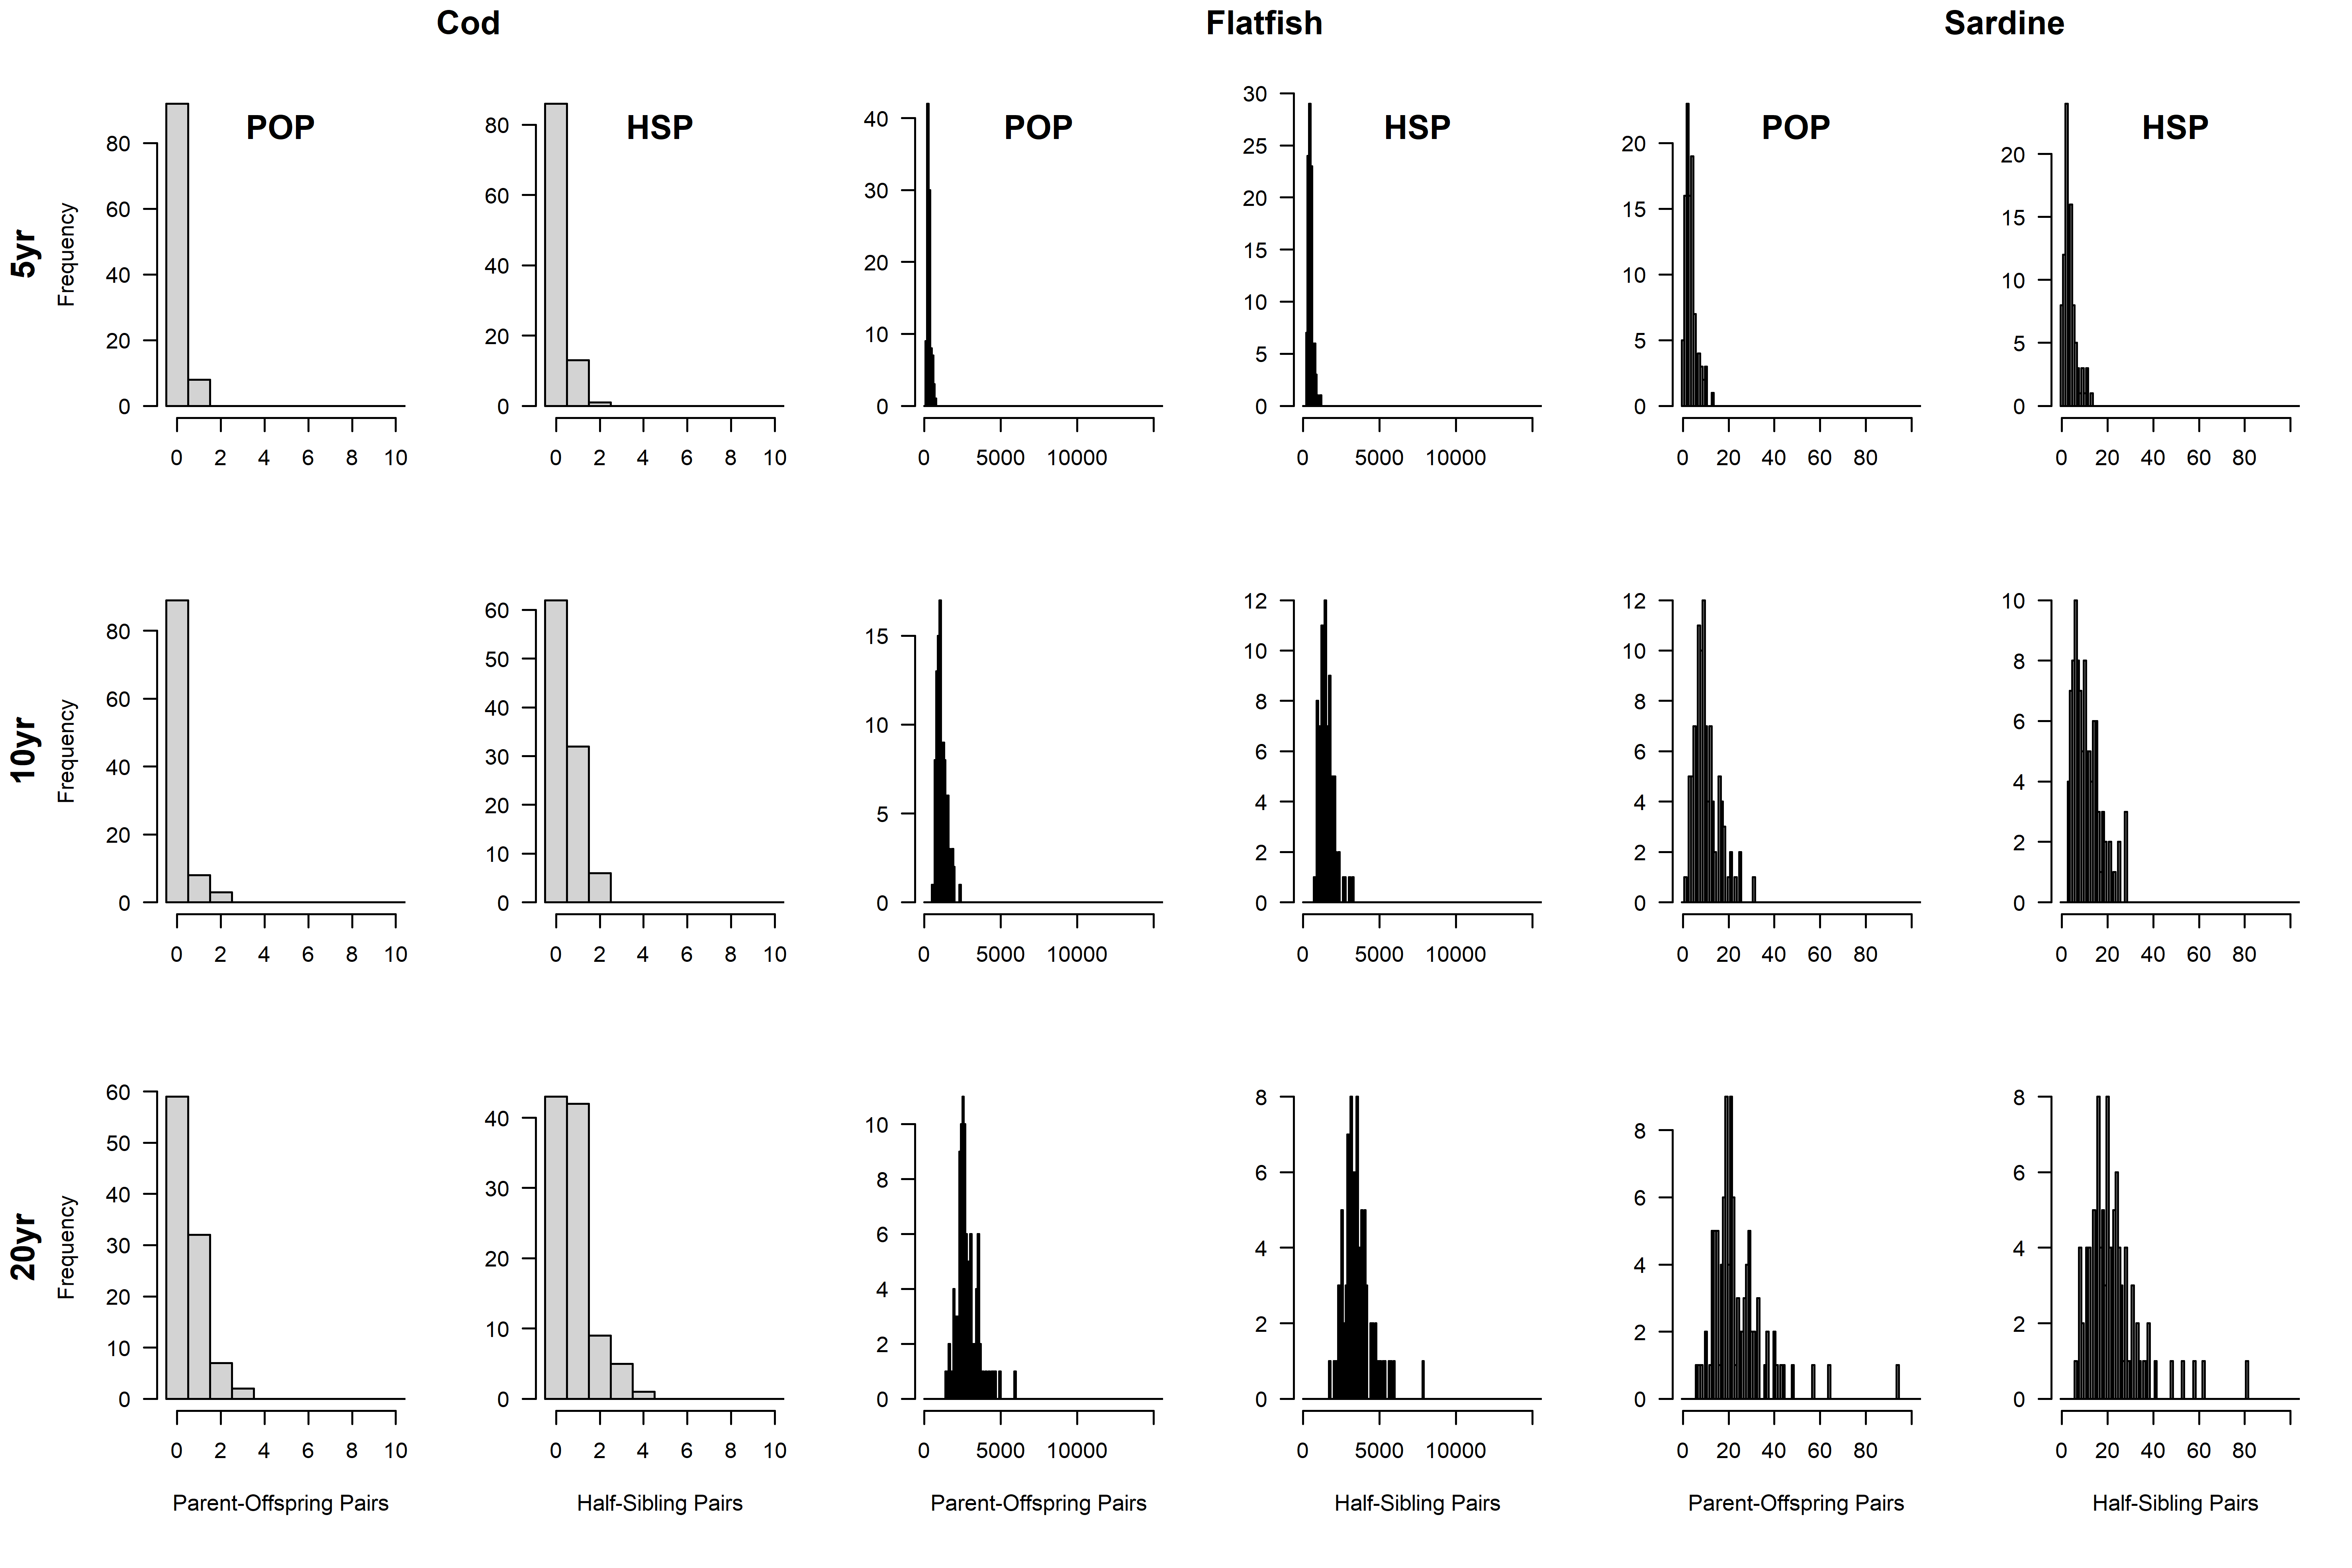 Cod Flatfish Sardine
POP HSP POP HSP POP HSP
5yr
Frequency
0 20 40 60 80
0 2 4 6 8 10
0 20 40 60 80
0 2 4 6 8 10
0 10 20 30 40
0 5000 10000
0 5 10 15 20 25 30
0 5000 10000
0 5 10 15 20
0 20 40 60 80
0 5 10 15 20
0 20 40 60 80
10yr
Frequency
0 20 40 60 80
0 2 4 6 8 10
0 10 20 30 40 50 60
0 2 4 6 8 10
0 5 10 15
0 5000 10000
0 2 4 6 8 10 12
0 5000 10000
0 2 4 6 8 10 12
0 20 40 60 80
0 2 4 6 8 10
0 20 40 60 80
20yr
Frequency
0 10 20 30 40 50 60
0 2 4 6 8 10
Parent-Offspring Pairs
0 10 20 30 40
0 2 4 6 8 10
Half-Sibling Pairs
0 2 4 6 8 10
0 5000 10000
Parent-Offspring Pairs
0 2 4 6 8
0 5000 10000
Half-Sibling Pairs
0 2 4 6 8
0 20 40 60 80
Parent-Offspring Pairs
0 2 4 6 8
0 20 40 60 80
Half-Sibling Pairs